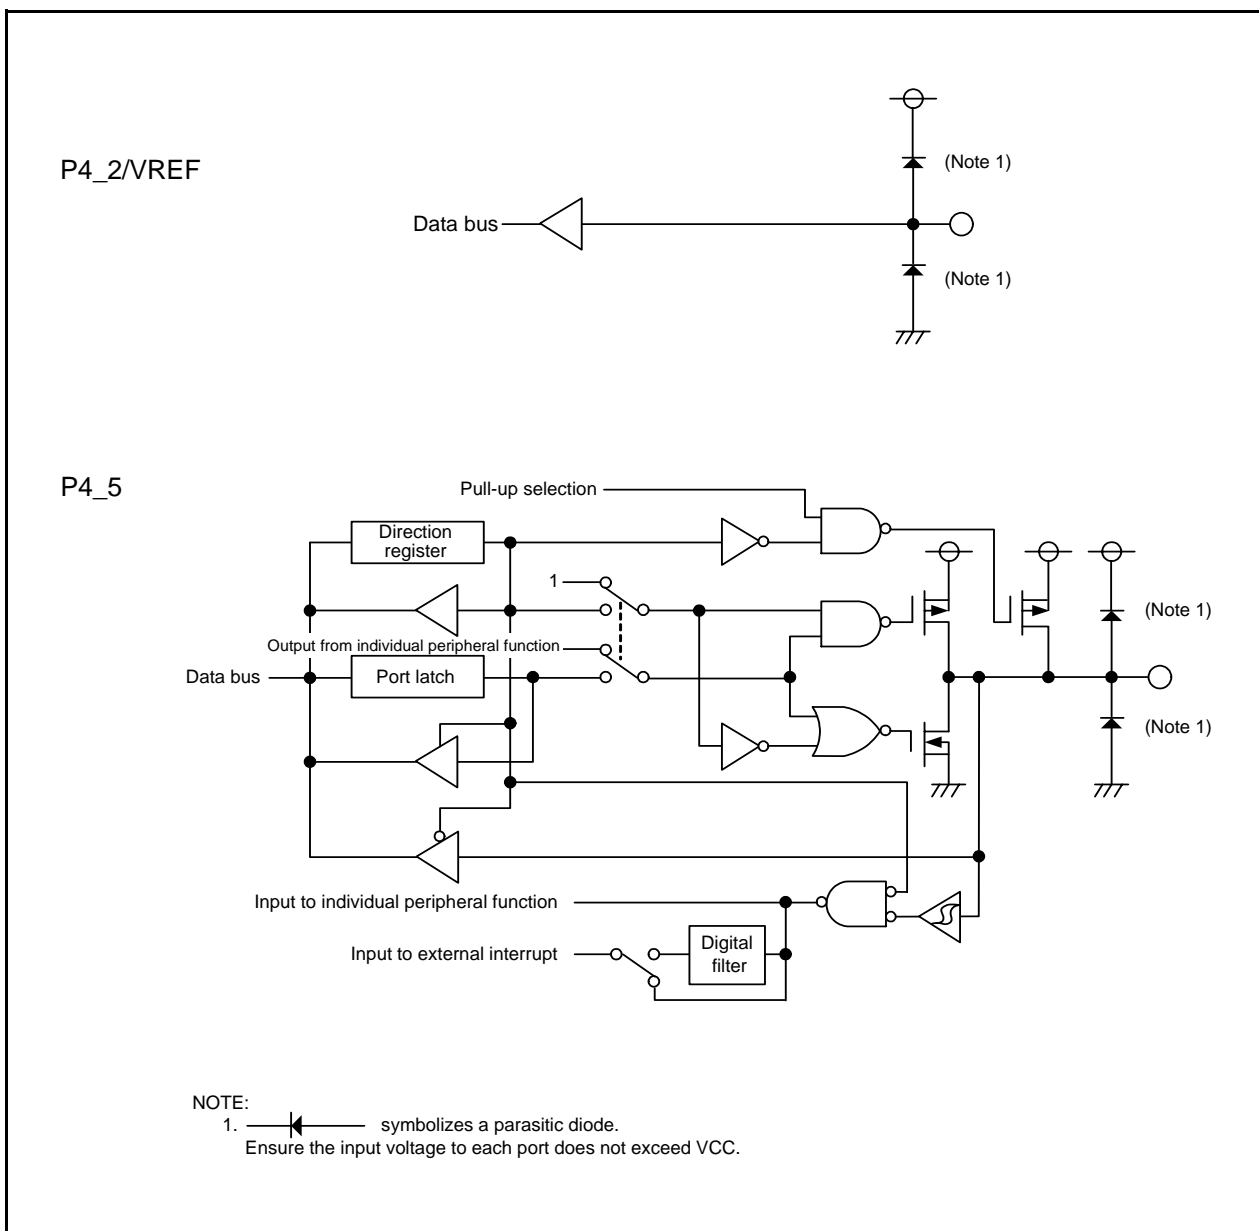 P4_2/VREF
(Note 1)
Data bus
(Note 1)
P4_5
Pull-up selection
Direction
register
1
(Note 1)
Output from individual peripheral function
Data bus
Port latch
(Note 1)
Input to individual peripheral function
Input to external interrupt
Digital
filter
NOTE:
1. symbolizes a parasitic diode.
Ensure the input voltage to each port does not exceed VCC.